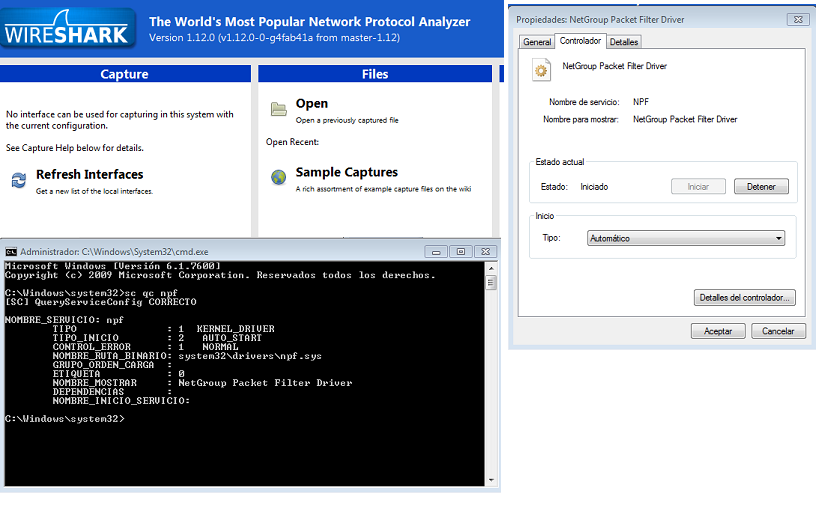 WIRESHARK
The World's Most Popular Network Protocol Analyzer
Version 1.12.0 (v1.12.0-0-g4fab41a from master-1.12)
Capture
No interface can be used for capturing in this system with
the current configuration.
See Capture Help below for details.
Refresh Interfaces
Get a new list of the local interfaces.
Files
Open
Open a previously captured file
Open Recent:
Sample Captures
A rich assortment of example capture files on the wiki
Administrador: C:\Windows\System32\cmd.exe
Microsoft Windows [Versión 6.1.7600]
Copyright (c) 2009 Microsoft Corporation. Reservados todos los derechos.
C:\Windows\system32>sc qc npf
[SC] QueryServiceConfig CORRECTO
NOMBRE_SERVICIO: npf
TIPO : 1 KERNEL_DRIVER
TIPO_INICIO : 2 AUTO_START
CONTROL_ERROR : 1 NORMAL
NOMBRE_RUTA_BINARIO: system32\drivers\npf.sys
GRUPO_ORDEN_CARGA :
ETIQUETA : 0
NOMBRE_MOSTRAR : NetGroup Packet Filter Driver
DEPENDENCIAS :
NOMBRE_INICIO_SERVICIO:
C:\Windows\system32>
Propiedades: NetGroup Packet Filter Driver
General Controlador Detalles
NetGroup Packet Filter Driver
Nombre de servicio: NPF
Nombre para mostrar: NetGroup Packet Filter Driver
Estado actual
Estado: Iniciado Iniciar Detener
Inicio
Tipo: Automático
Detalles del controlador...
Aceptar Cancelar